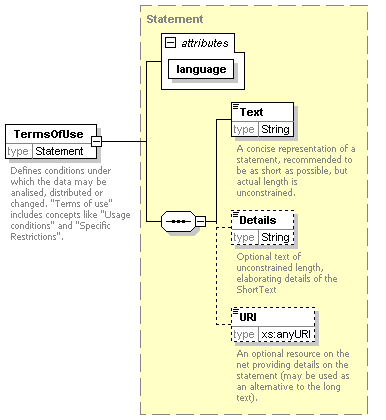 Statement
attributes
language
TermsOfUse
type Statement
Defines conditions under
which the data may be
analised, distributed or
changed. "Terms of use"
includes concepts like "Usage
conditions" and "Specific
Restrictions".
Text
type String
A concise representation of a
statement, recommended to
be as short as possible, but
actual length is
unconstrained.
Details
type String
Optional text of
unconstrained length,
elaborating details of the
ShortText
URI
type xs:anyURI
An optional resource on the
net providing details on the
statement (may be used as
an alternative to the long
text).